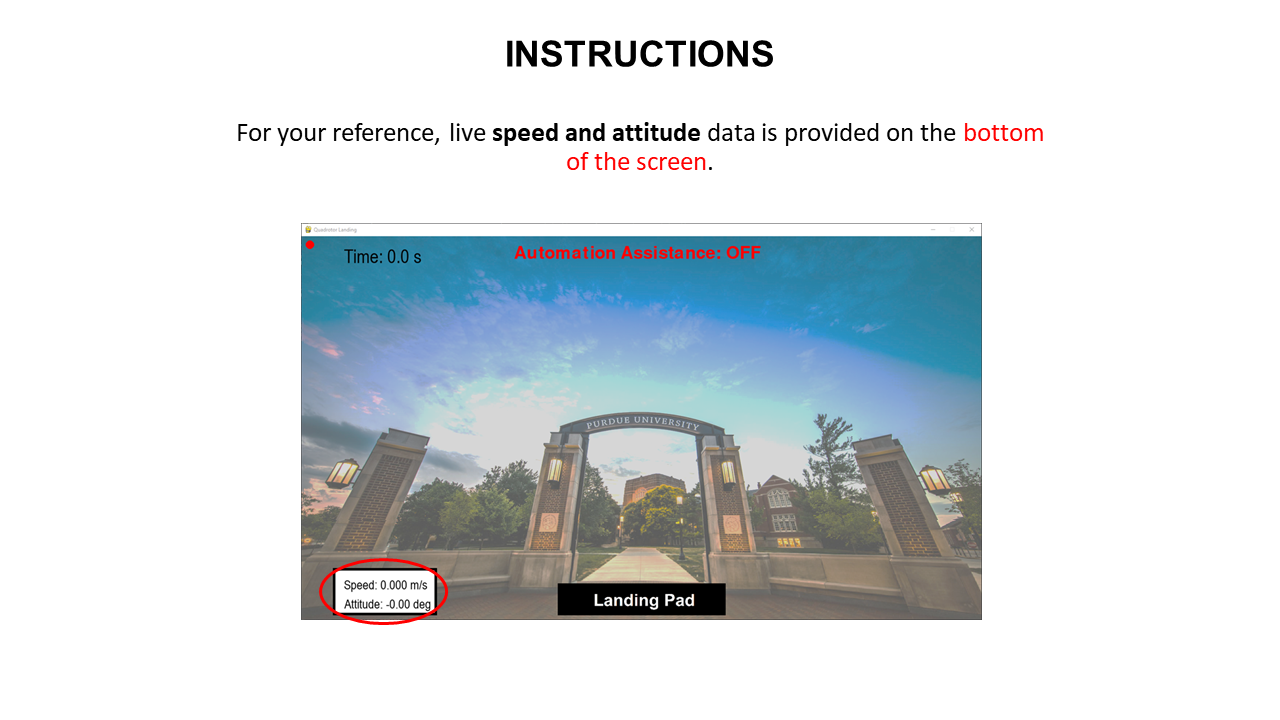 INSTRUCTIONS
For your reference, live speed and attitude data is provided on the bottom
of the screen.
Quadrotor Landing
Time: 0.0 s
Automation Assistance: OFF
PURDUE UNIVERSITY
Speed: 0.000 m/s
Attitude: -0.00 deg
Landing Pad